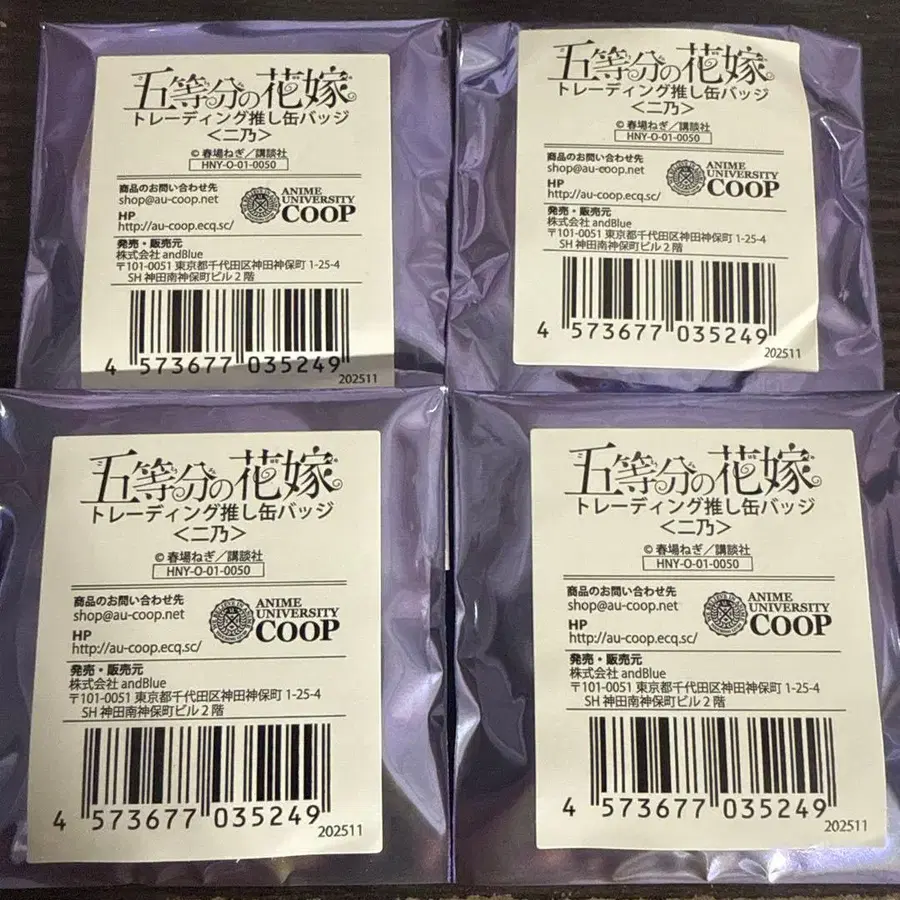 五等分の花嫁
トレーディング推し缶バッジ
<二乃>
© 春場ねぎ／講談社
HNY-O-01-0050
商品のお問い合わせ先
shop@au-coop.net
HP
http://au-coop.ecq.sc/
ANIME
UNIVERSITY
COOP
発売・販売元
株式会社 andBlue
〒101-0051 東京都千代田区神田神保町 1-25-4
SH 神田南神保町ビル 2 階
4 573677 035249
202511
五等分の花嫁
トレーディング推し缶バッジ
<二乃>
© 春場ねぎ／講談社
HNY-O-01-0050
商品のお問い合わせ先
shop@au-coop.net
HP
http://au-coop.ecq.sc/
ANIME
UNIVERSITY
COOP
発売・販売元
株式会社 andBlue
〒101-0051 東京都千代田区神田神保町 1-25-4
SH 神田南神保町ビル 2 階
4 573677 035249
202511
五等分の花嫁
トレーディング推し缶バッジ
<二乃>
© 春場ねぎ／講談社
HNY-O-01-0050
商品のお問い合わせ先
shop@au-coop.net
HP
http://au-coop.ecq.sc/
ANIME
UNIVERSITY
COOP
発売・販売元
株式会社 andBlue
〒101-0051 東京都千代田区神田神保町 1-25-4
SH 神田南神保町ビル 2 階
4 573677 035249
202511
五等分の花嫁
トレーディング推し缶バッジ
<二乃>
© 春場ねぎ／講談社
HNY-O-01-0050
商品のお問い合わせ先
shop@au-coop.net
HP
http://au-coop.ecq.sc/
ANIME
UNIVERSITY
COOP
発売・販売元
株式会社 andBlue
〒101-0051 東京都千代田区神田神保町 1-25-4
SH 神田南神保町ビル 2 階
4 573677 035249
202511